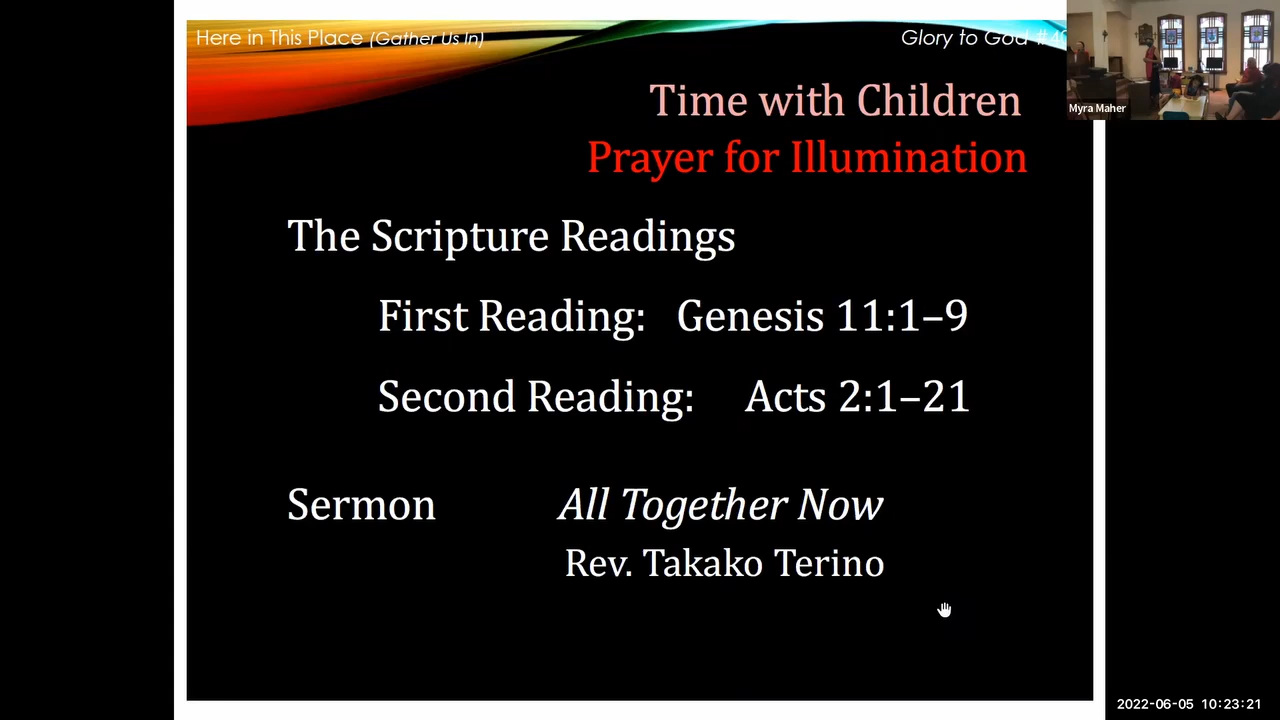 Here in This Place (Gather Us In) Glory to God
Myra Maher
Time with Children
Prayer for Illumination
The Scripture Readings
First Reading: Genesis 11:1–9
Second Reading: Acts 2:1–21
Sermon All Together Now
Rev. Takako Terino
2022-06-05 10:23:21